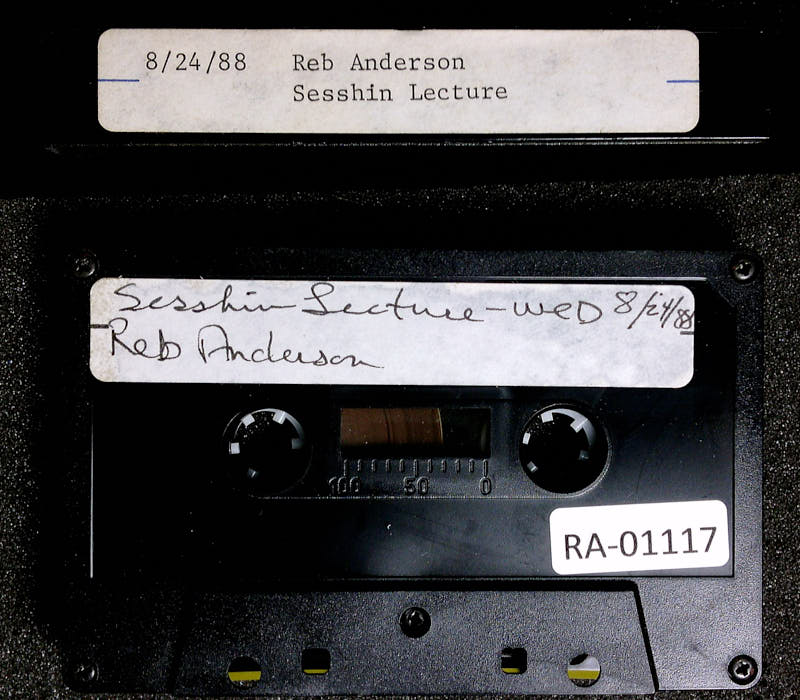 8/24/88 Reb Anderson
Sesshin Lecture
Sesshin Lecture - WED 8/24/88
Reb Anderson
100 50 0
RA-01117